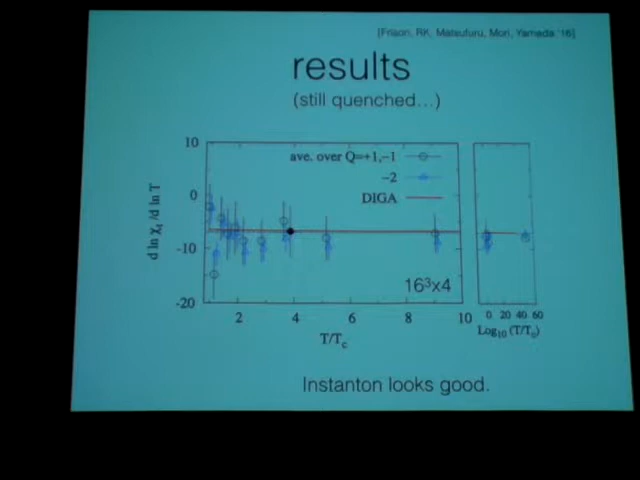 [Frison, RK, Matsufuru, Mori, Yamada '16]
results
(still quenched...)
10
0
-10
-20
d ln χt /d ln T
ave. over Q=+1,-1
-2
DIGA
16³x4
2
4
6
8
10
T/Tc
0 20 40 60
Log10 (T/Tc)
Instanton looks good.